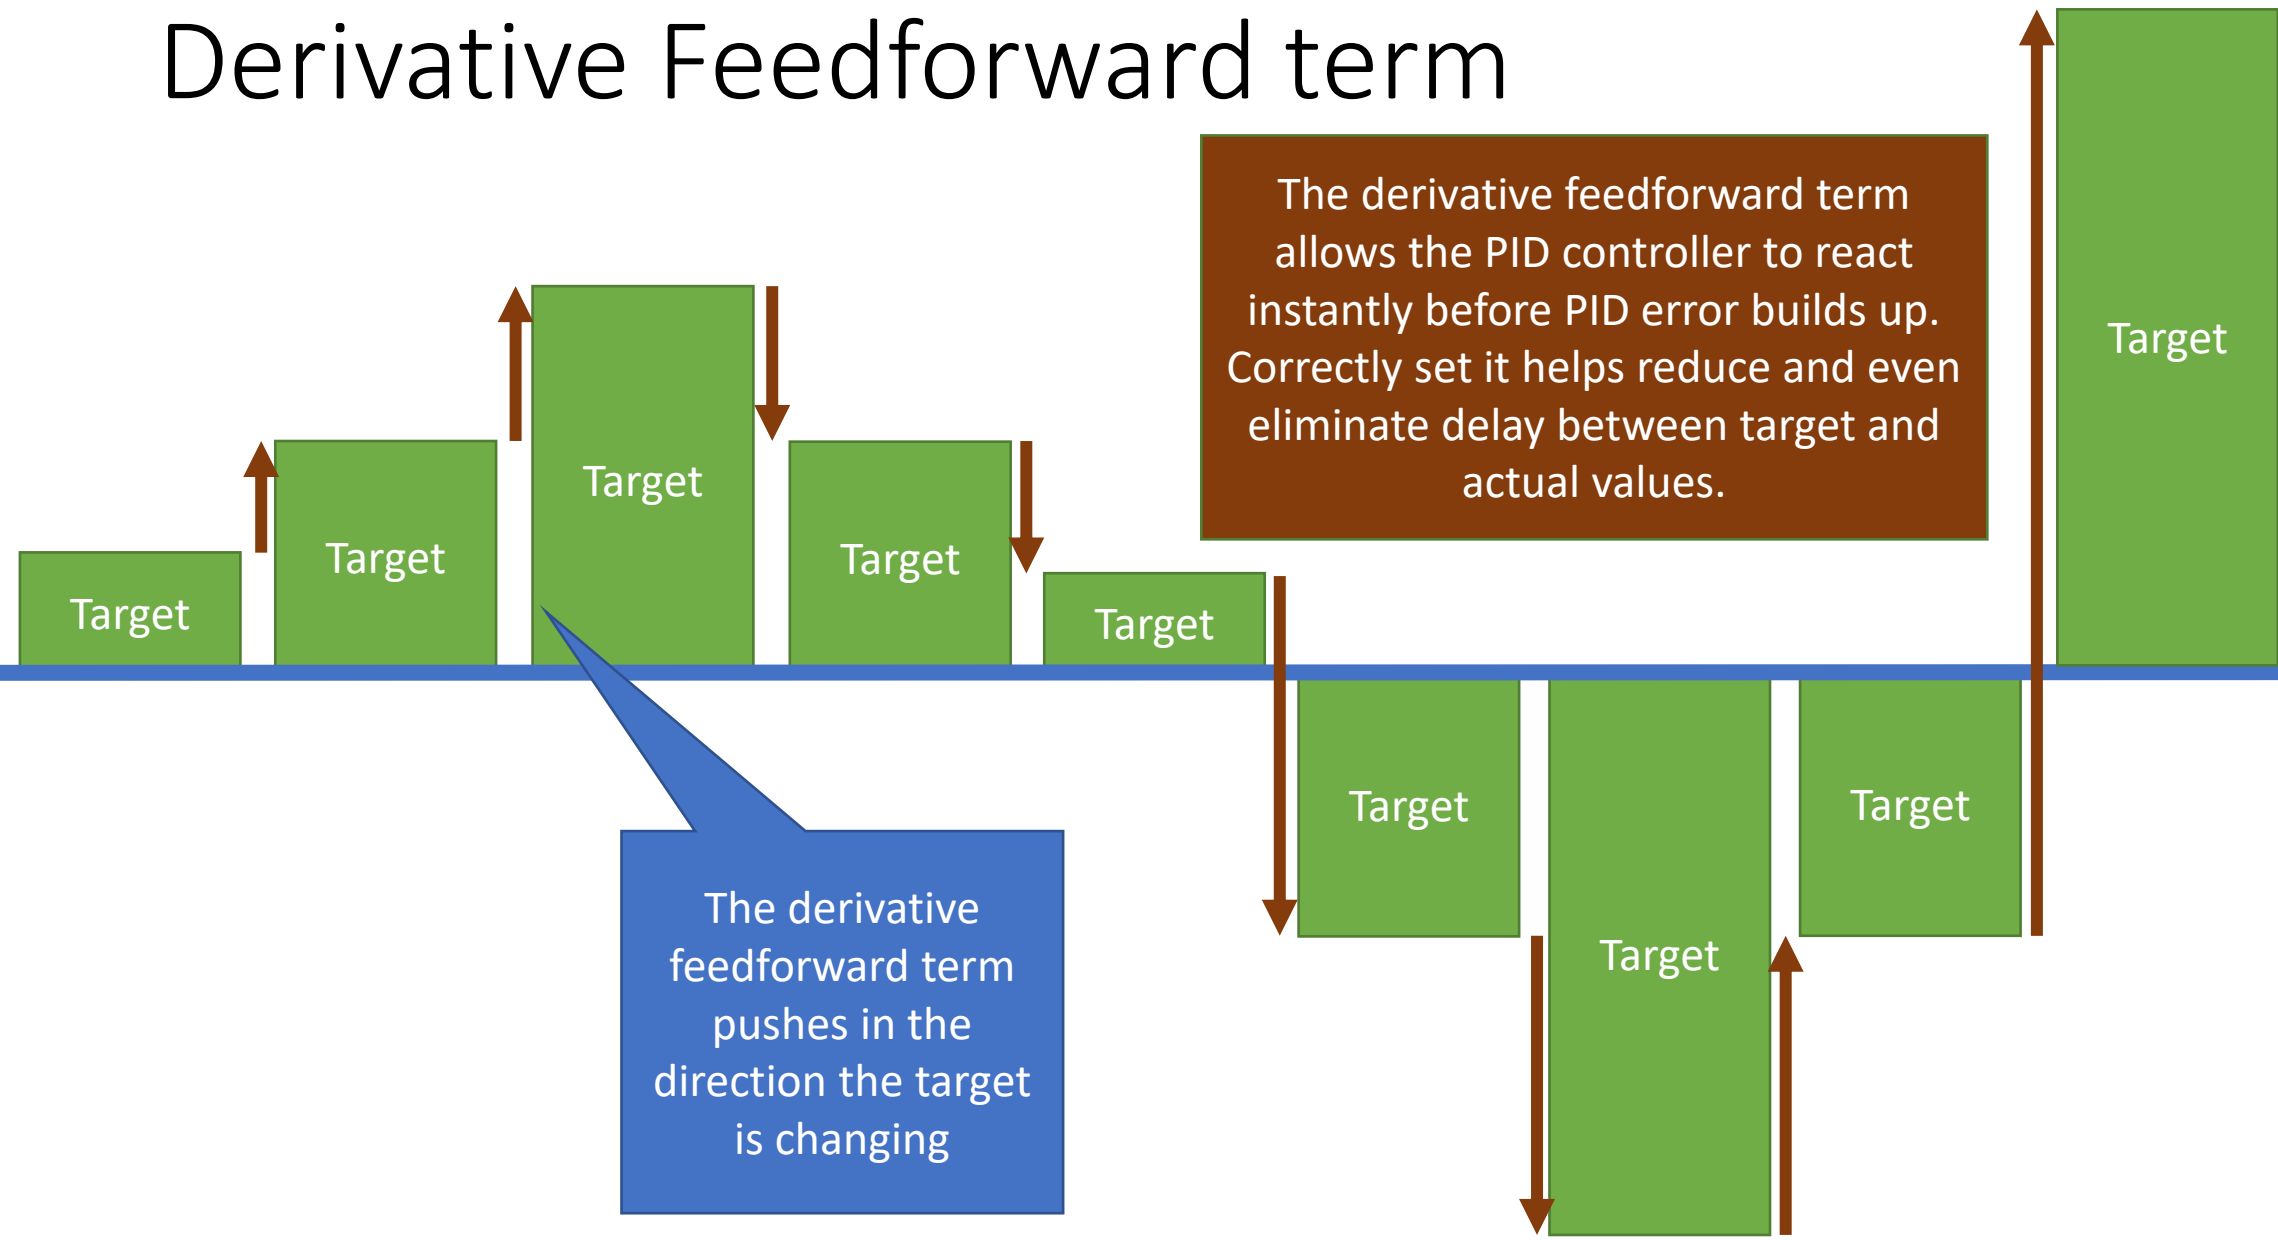 Derivative Feedforward term
The derivative feedforward term
allows the PID controller to react
instantly before PID error builds up.
Correctly set it helps reduce and even
eliminate delay between target and
actual values.
Target
Target
Target
Target
Target
Target
Target
Target
Target
The derivative
feedforward term
pushes in the
direction the target
is changing